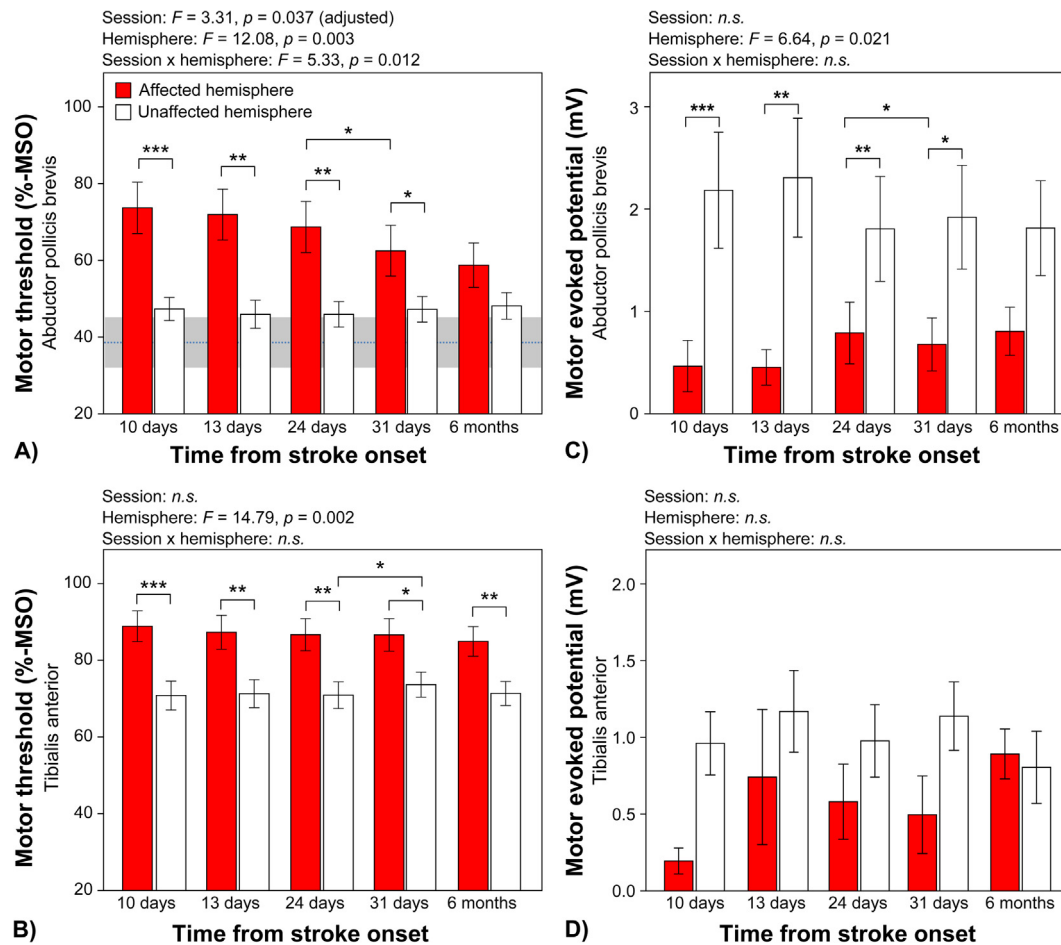 Session: F = 3.31, p = 0.037 (adjusted)
Hemisphere: F = 12.08, p = 0.003
Session x hemisphere: F = 5.33, p = 0.012
Affected hemisphere
Unaffected hemisphere
Motor threshold (%-MSO)
Abductor pollicis brevis
100
80
60
40
20
***
**
**
*
*
10 days 13 days 24 days 31 days 6 months
A) Time from stroke onset
Session: n.s.
Hemisphere: F = 6.64, p = 0.021
Session x hemisphere: n.s.
Motor evoked potential (mV)
Abductor pollicis brevis
3
2
1
0
***
**
*
**
*
10 days 13 days 24 days 31 days 6 months
C) Time from stroke onset
Session: n.s.
Hemisphere: F = 14.79, p = 0.002
Session x hemisphere: n.s.
Motor threshold (%-MSO)
Tibialis anterior
100
80
60
40
20
***
**
**
*
*
**
10 days 13 days 24 days 31 days 6 months
B) Time from stroke onset
Session: n.s.
Hemisphere: n.s.
Session x hemisphere: n.s.
Motor evoked potential (mV)
Tibialis anterior
2.0
1.5
1.0
0.5
0.0
10 days 13 days 24 days 31 days 6 months
D) Time from stroke onset